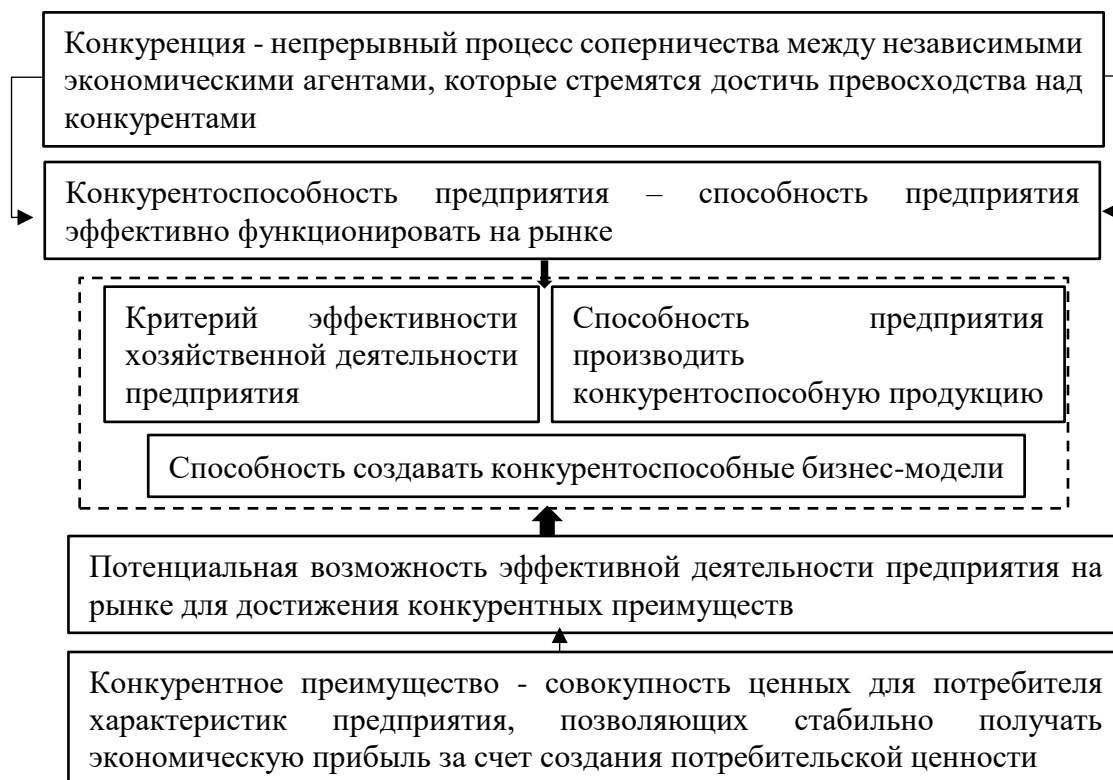 Конкуренция - непрерывный процесс соперничества между независимыми
экономическими агентами, которые стремятся достичь превосходства над
конкурентами
Конкурентоспособность предприятия – способность предприятия
эффективно функционировать на рынке
Критерий эффективности
хозяйственной деятельности
предприятия
Способность предприятия
производить
конкурентоспособную продукцию
Способность создавать конкурентоспособные бизнес-модели
Потенциальная возможность эффективной деятельности предприятия на
рынке для достижения конкурентных преимуществ
Конкурентное преимущество - совокупность ценных для потребителя
характеристик предприятия, позволяющих стабильно получать
экономическую прибыль за счет создания потребительской ценности